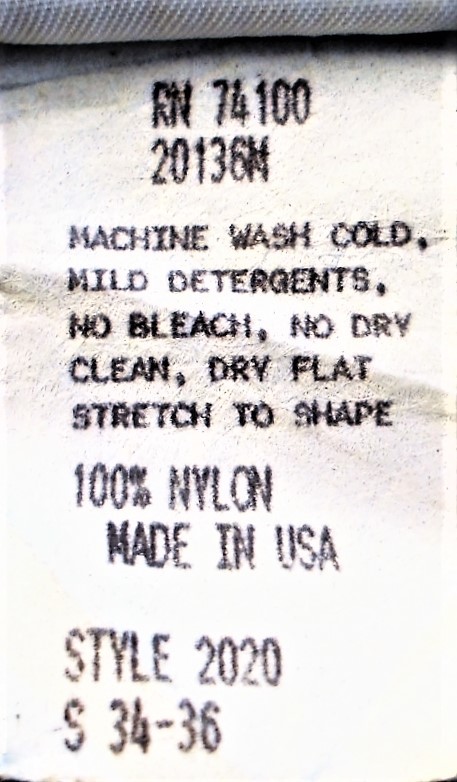 RN 74100
20136M
MACHINE WASH COLD,
MILD DETERGENTS,
NO BLEACH, NO DRY
CLEAN, DRY FLAT
STRETCH TO SHAPE
100% NYLON
MADE IN USA
STYLE 2020
S 34-36